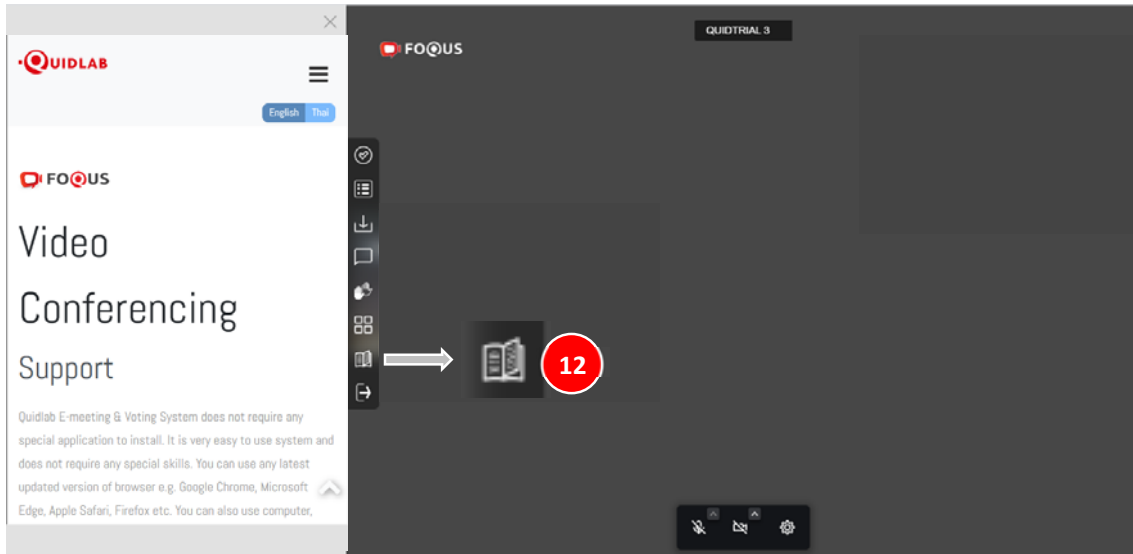 QUIDLAB
English Thai
FOQUS
Video
Conferencing
Support
Quidlab E-meeting & Voting System does not require any
special application to install. It is very easy to use system and
does not require any special skills. You can use any latest
updated version of browser e.g. Google Chrome, Microsoft
Edge, Apple Safari, Firefox etc. You can also use computer,
FOQUS
QUIDTRIAL 3
12